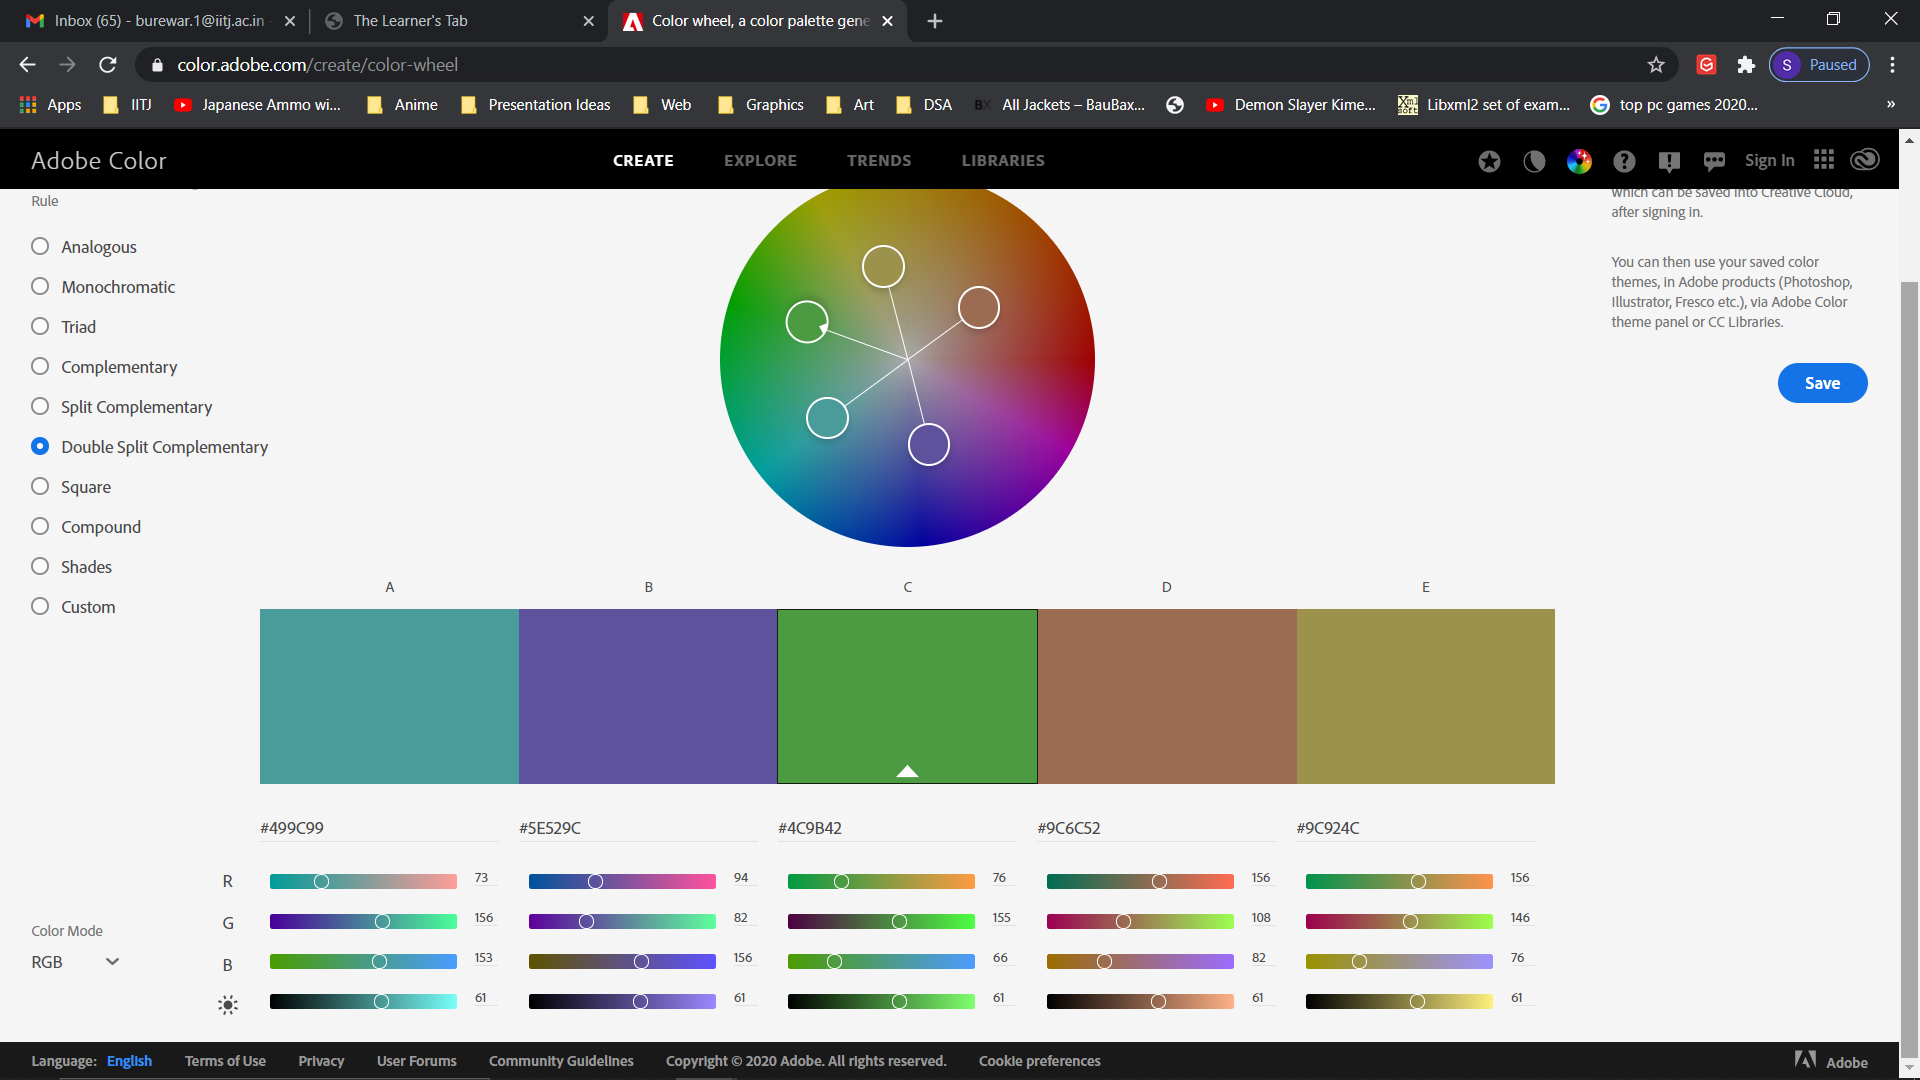 Inbox (65) - burewar.1@iitj.ac.in -
The Learner's Tab
Color wheel, a color palette gene
color.adobe.com/create/color-wheel
S Paused
Apps
IITJ
Japanese Ammo wi...
Anime
Presentation Ideas
Web
Graphics
Art
DSA
BX All Jackets – BauBax...
Demon Slayer Kime...
Xml soft Libxml2 set of exam...
top pc games 2020...
»
Adobe Color
CREATE
EXPLORE
TRENDS
LIBRARIES
Sign In
Rule
Analogous
Monochromatic
Triad
Complementary
Split Complementary
Double Split Complementary
Square
Compound
Shades
Custom
which can be saved into Creative Cloud,
after signing in.
You can then use your saved color
themes, in Adobe products (Photoshop,
Illustrator, Fresco etc.), via Adobe Color
theme panel or CC Libraries.
Save
A B C D E
#499C99 #5E529C #4C9B42 #9C6C52 #9C924C
R 73 94 76 156 156
G 156 82 155 108 146
B 153 156 66 82 76
61 61 61 61 61
Color Mode
RGB
Language: English Terms of Use Privacy User Forums Community Guidelines Copyright © 2020 Adobe. All rights reserved. Cookie preferences
Adobe